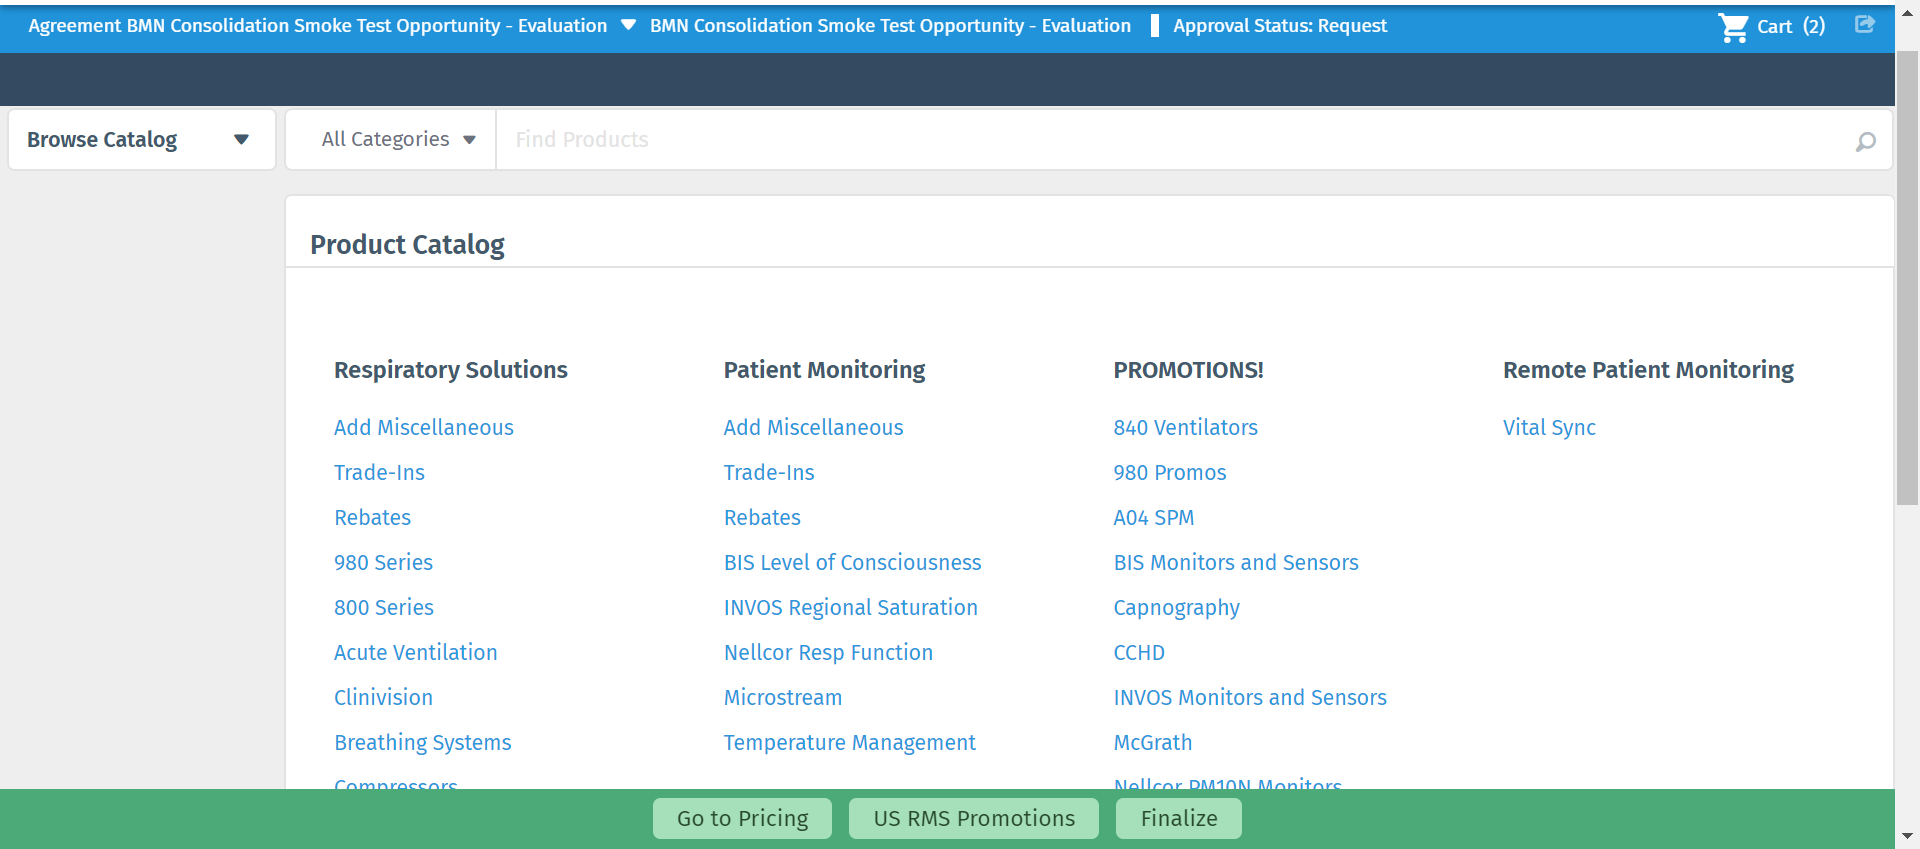 Agreement BMN Consolidation Smoke Test Opportunity - Evaluation BMN Consolidation Smoke Test Opportunity - Evaluation Approval Status: Request Cart (2)
Browse Catalog All Categories Find Products
Product Catalog
Respiratory Solutions
Add Miscellaneous
Trade-Ins
Rebates
980 Series
800 Series
Acute Ventilation
Clinivision
Breathing Systems
Compressors
Patient Monitoring
Add Miscellaneous
Trade-Ins
Rebates
BIS Level of Consciousness
INVOS Regional Saturation
Nellcor Resp Function
Microstream
Temperature Management
PROMOTIONS!
840 Ventilators
980 Promos
A04 SPM
BIS Monitors and Sensors
Capnography
CCHD
INVOS Monitors and Sensors
McGrath
Nellcor PM10N Monitors
Remote Patient Monitoring
Vital Sync
Go to Pricing US RMS Promotions Finalize